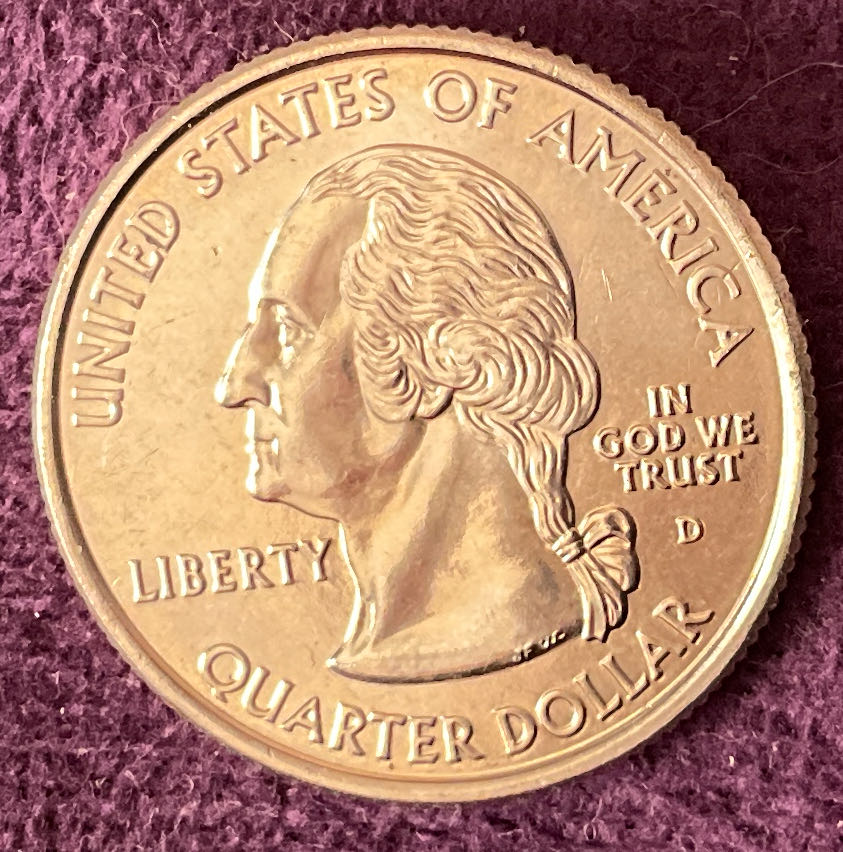 UNITED STATES OF AMERICA
LIBERTY
IN
GOD WE
TRUST
D
QUARTER DOLLAR